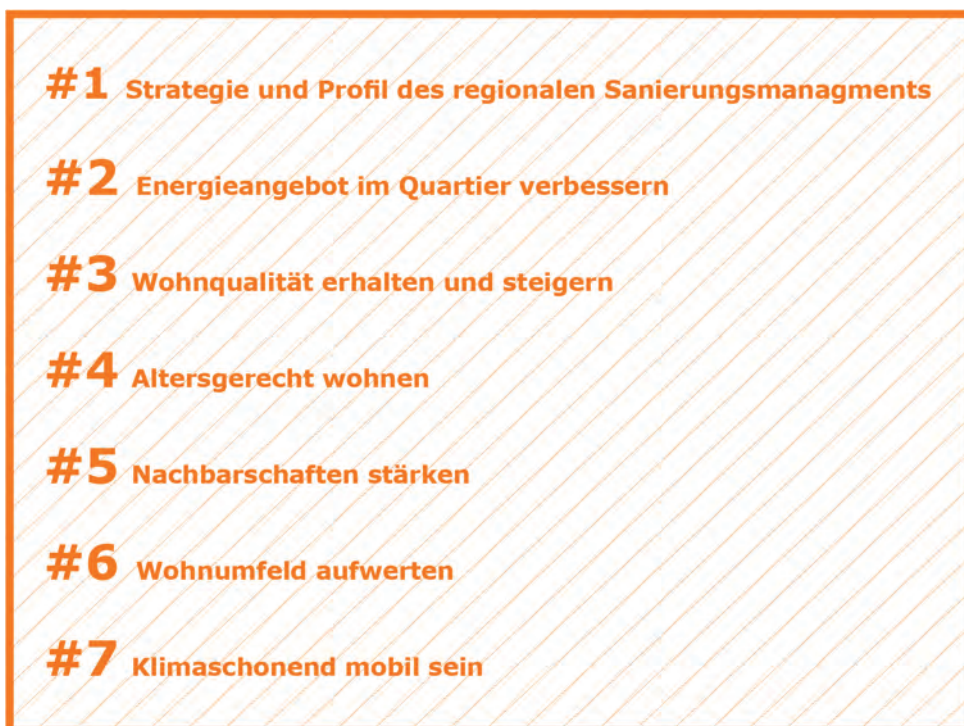 #1 Strategie und Profil des regionalen Sanierungsmanagments
#2 Energieangebot im Quartier verbessern
#3 Wohnqualität erhalten und steigern
#4 Altersgerecht wohnen
#5 Nachbarschaften stärken
#6 Wohnumfeld aufwerten
#7 Klimaschonend mobil sein